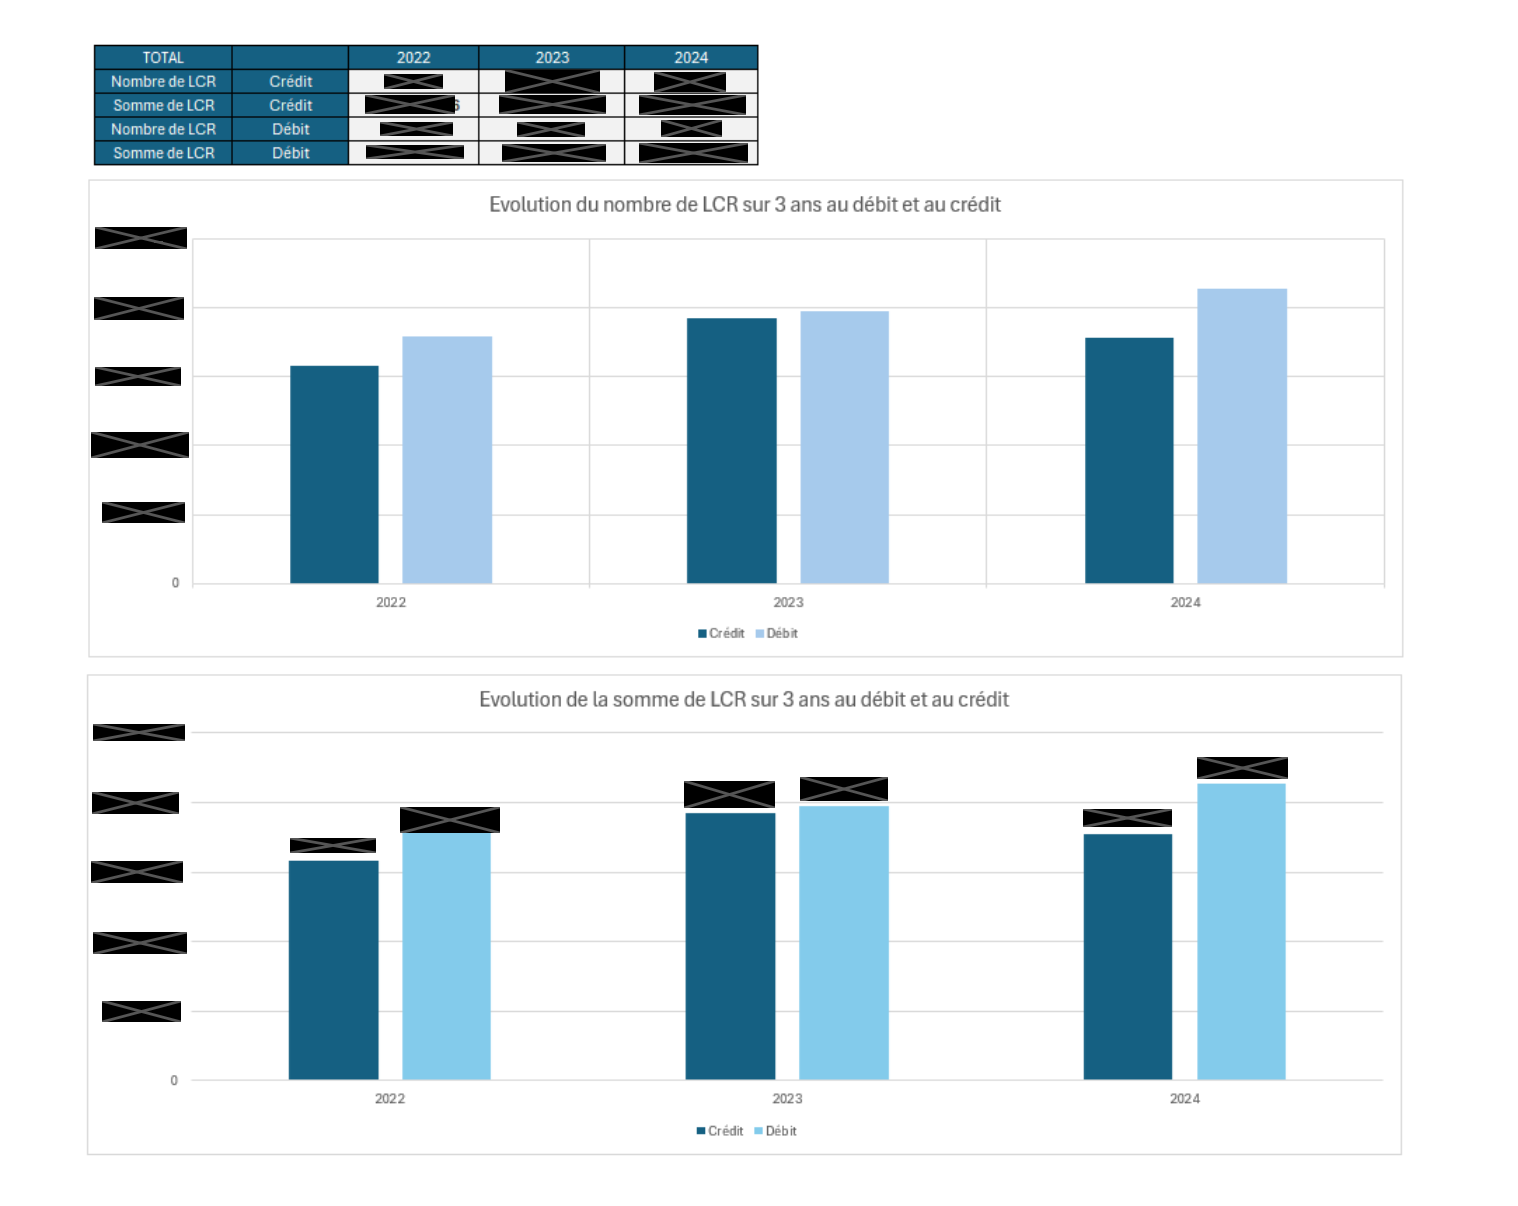 TOTAL 2022 2023 2024
Nombre de LCR Crédit
Somme de LCR Crédit 6
Nombre de LCR Débit
Somme de LCR Débit
Evolution du nombre de LCR sur 3 ans au débit et au crédit
0
2022 2023 2024
Crédit Débit
Evolution de la somme de LCR sur 3 ans au débit et au crédit
0
2022 2023 2024
Crédit Débit